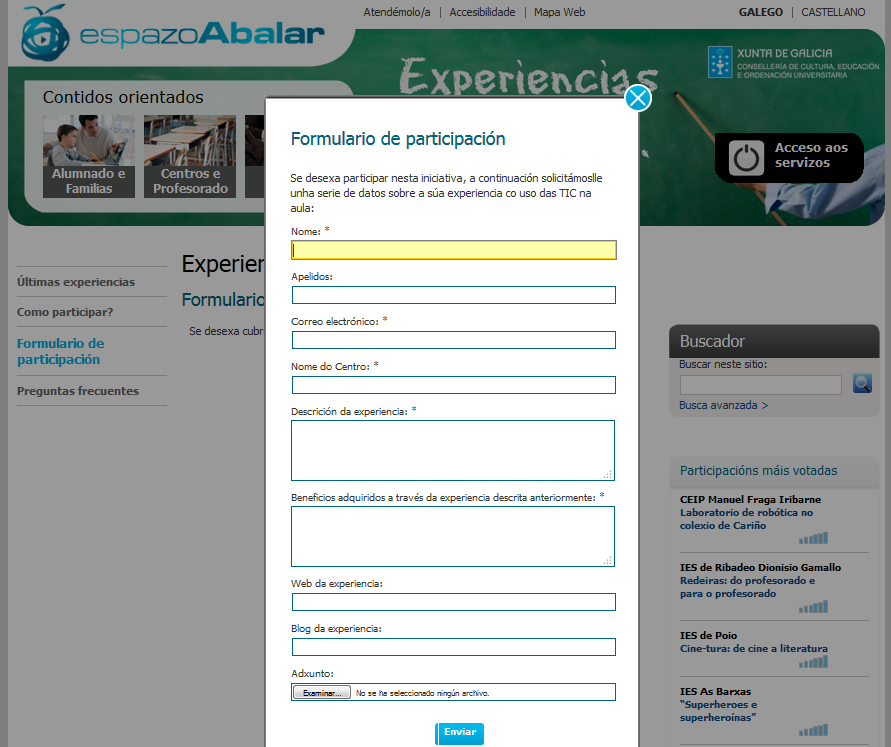 espazoAbalar
Atendémolo/a | Accesibilidade | Mapa Web
GALEGO | CASTELLANO
Experiencias
XUNTA DE GALICIA
CONSELLERÍA DE CULTURA, EDUCACIÓN
E ORDENACIÓN UNIVERSITARIA
Contidos orientados
Alumnado e
Familias
Centros e
Profesorado
Acceso aos
servizos
Últimas experiencias
Como participar?
Formulario de
participación
Preguntas frecuentes
Experien
Formulario
Se desexa cubr
Formulario de participación
Se desexa participar nesta iniciativa, a continuación solicitámoslle
unha serie de datos sobre a súa experiencia co uso das TIC na
aula:
Nome: *
Apelidos:
Correo electrónico: *
Nome do Centro: *
Descrición da experiencia: *
Beneficios adquiridos a través da experiencia descrita anteriormente: *
Web da experiencia:
Blog da experiencia:
Adxunto:
Examinar... No se ha seleccionado ningún archivo.
Enviar
Buscador
Buscar neste sitio:
Busca avanzada >
Participacións máis votadas
CEIP Manuel Fraga Iribarne
Laboratorio de robótica no
colexio de Cariño
IES de Ribadeo Dionisio Gamallo
Redeiras: do profesorado e
para o profesorado
IES de Poio
Cine-tura: de cine a literatura
IES As Barxas
"Superheroes e
superheroínas"